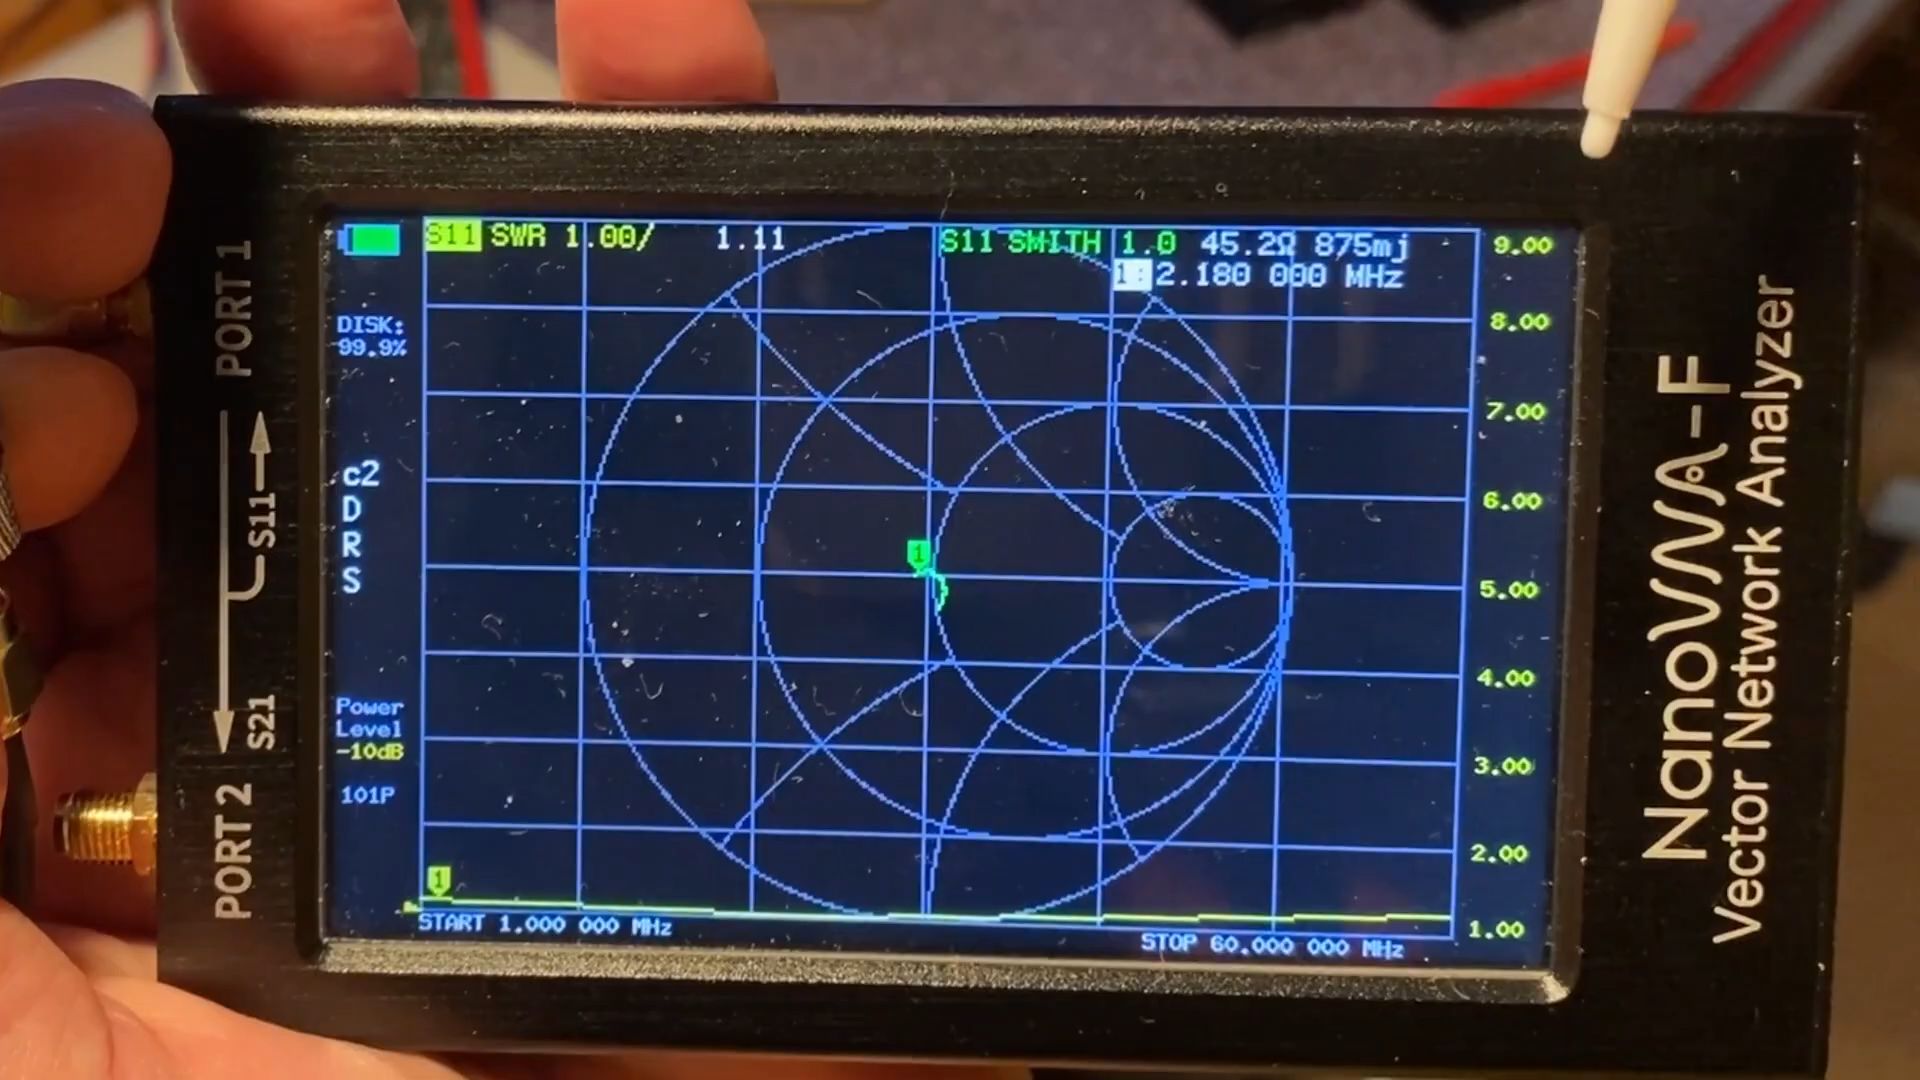 S11 SWR 1.00/ 1.11
S11 SMITH 1.0 45.2Ω 875mj
1:2.180 000 MHz
DISK:
99.9%
c2
D
R
S
Power
Level
-10dB
101P
9.00
8.00
7.00
6.00
5.00
4.00
3.00
2.00
1.00
1
1
START 1.000 000 MHz
STOP 60.000 000 MHz
PORT 1
S11
S21
PORT 2
NanoVNA-F
Vector Network Analyzer